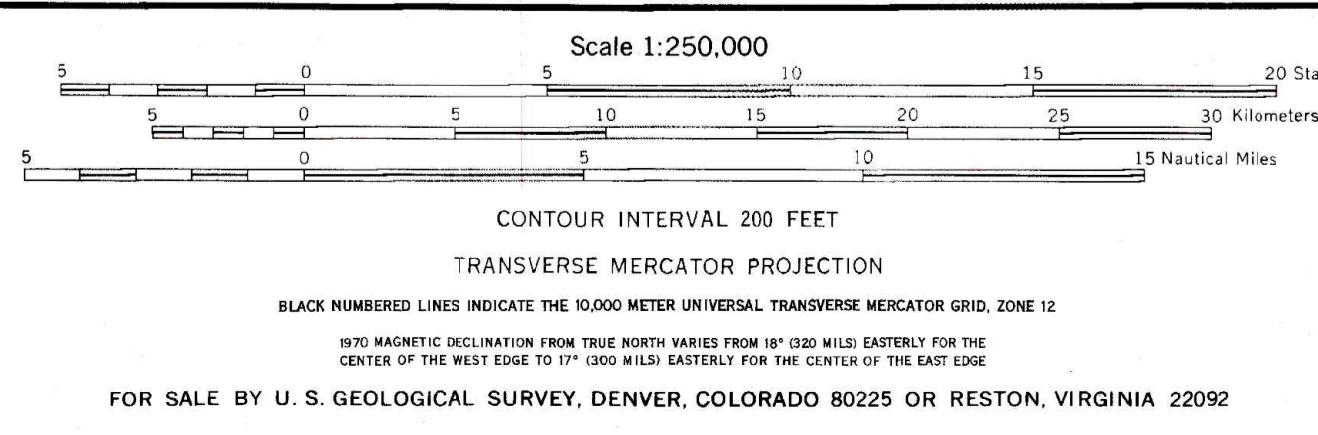 Scale 1:250,000
5 0 5 10 15 20 Sta
5 0 5 10 15 20 25 30 Kilometers
5 0 5 10 15 Nautical Miles
CONTOUR INTERVAL 200 FEET
TRANSVERSE MERCATOR PROJECTION
BLACK NUMBERED LINES INDICATE THE 10,000 METER UNIVERSAL TRANSVERSE MERCATOR GRID, ZONE 12
1970 MAGNETIC DECLINATION FROM TRUE NORTH VARIES FROM 18° (320 MILS) EASTERLY FOR THE
CENTER OF THE WEST EDGE TO 17° (300 MILS) EASTERLY FOR THE CENTER OF THE EAST EDGE
FOR SALE BY U. S. GEOLOGICAL SURVEY, DENVER, COLORADO 80225 OR RESTON, VIRGINIA 22092